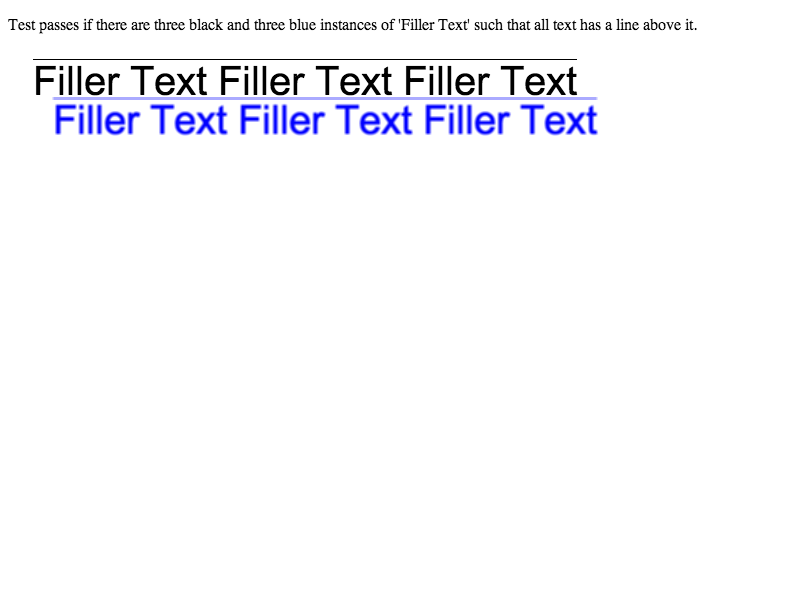 Test passes if there are three black and three blue instances of 'Filler Text' such that all text has a line above it.
Filler Text Filler Text Filler Text
Filler Text Filler Text Filler Text